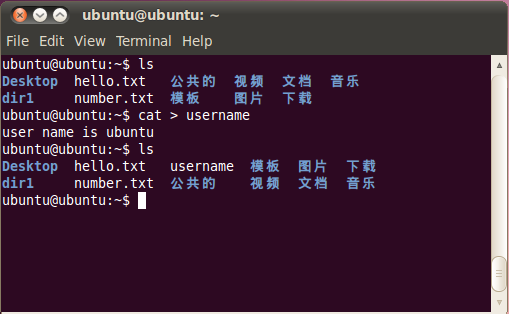 ubuntu@ubuntu: ~
File Edit View Terminal Help
ubuntu@ubuntu:~$ ls
Desktop hello.txt 公共的 视频 文档 音乐
dir1 number.txt 模板 图片 下载
ubuntu@ubuntu:~$ cat > username
user name is ubuntu
ubuntu@ubuntu:~$ ls
Desktop hello.txt username 模板 图片 下载
dir1 number.txt 公共的 视频 文档 音乐
ubuntu@ubuntu:~$